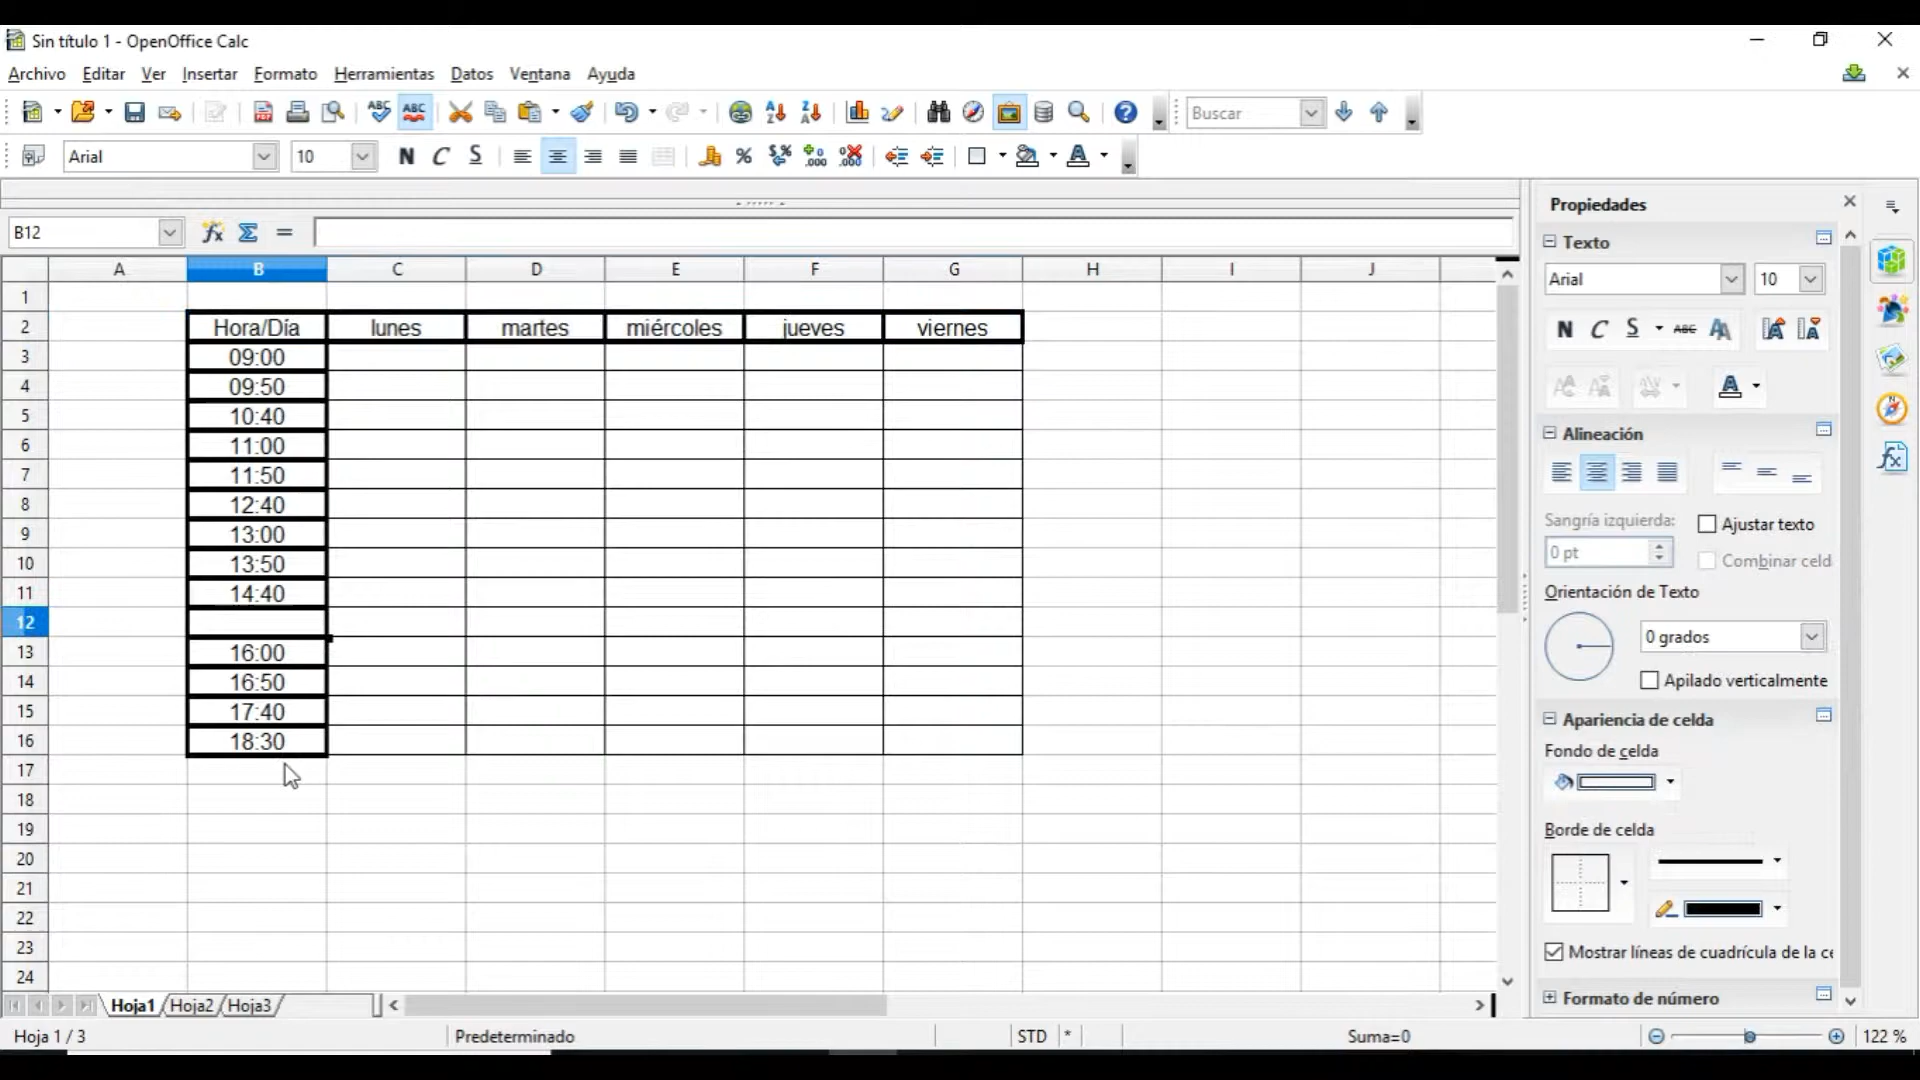 Sin título 1 - OpenOffice Calc
Archivo Editar Ver Insertar Formato Herramientas Datos Ventana Ayuda
ABC ABC Buscar
Arial 10 N C S
B12
A B C D E F G H I J
1
2 Hora/Día lunes martes miércoles jueves viernes
3 09:00
4 09:50
5 10:40
6 11:00
7 11:50
8 12:40
9 13:00
10 13:50
11 14:40
12
13 16:00
14 16:50
15 17:40
16 18:30
17
18
19
20
21
22
23
24
Hoja1 Hoja2 Hoja3
Hoja 1 / 3 Predeterminado STD * Suma=0 122 %
Propiedades
Texto
Arial 10
N C S ABC
Alineación
Sangría izquierda: Ajustar texto
0 pt Combinar celd
Orientación de Texto
0 grados
Apilado verticalmente
Apariencia de celda
Fondo de celda
Borde de celda
Mostrar líneas de cuadrícula de la ce
Formato de número